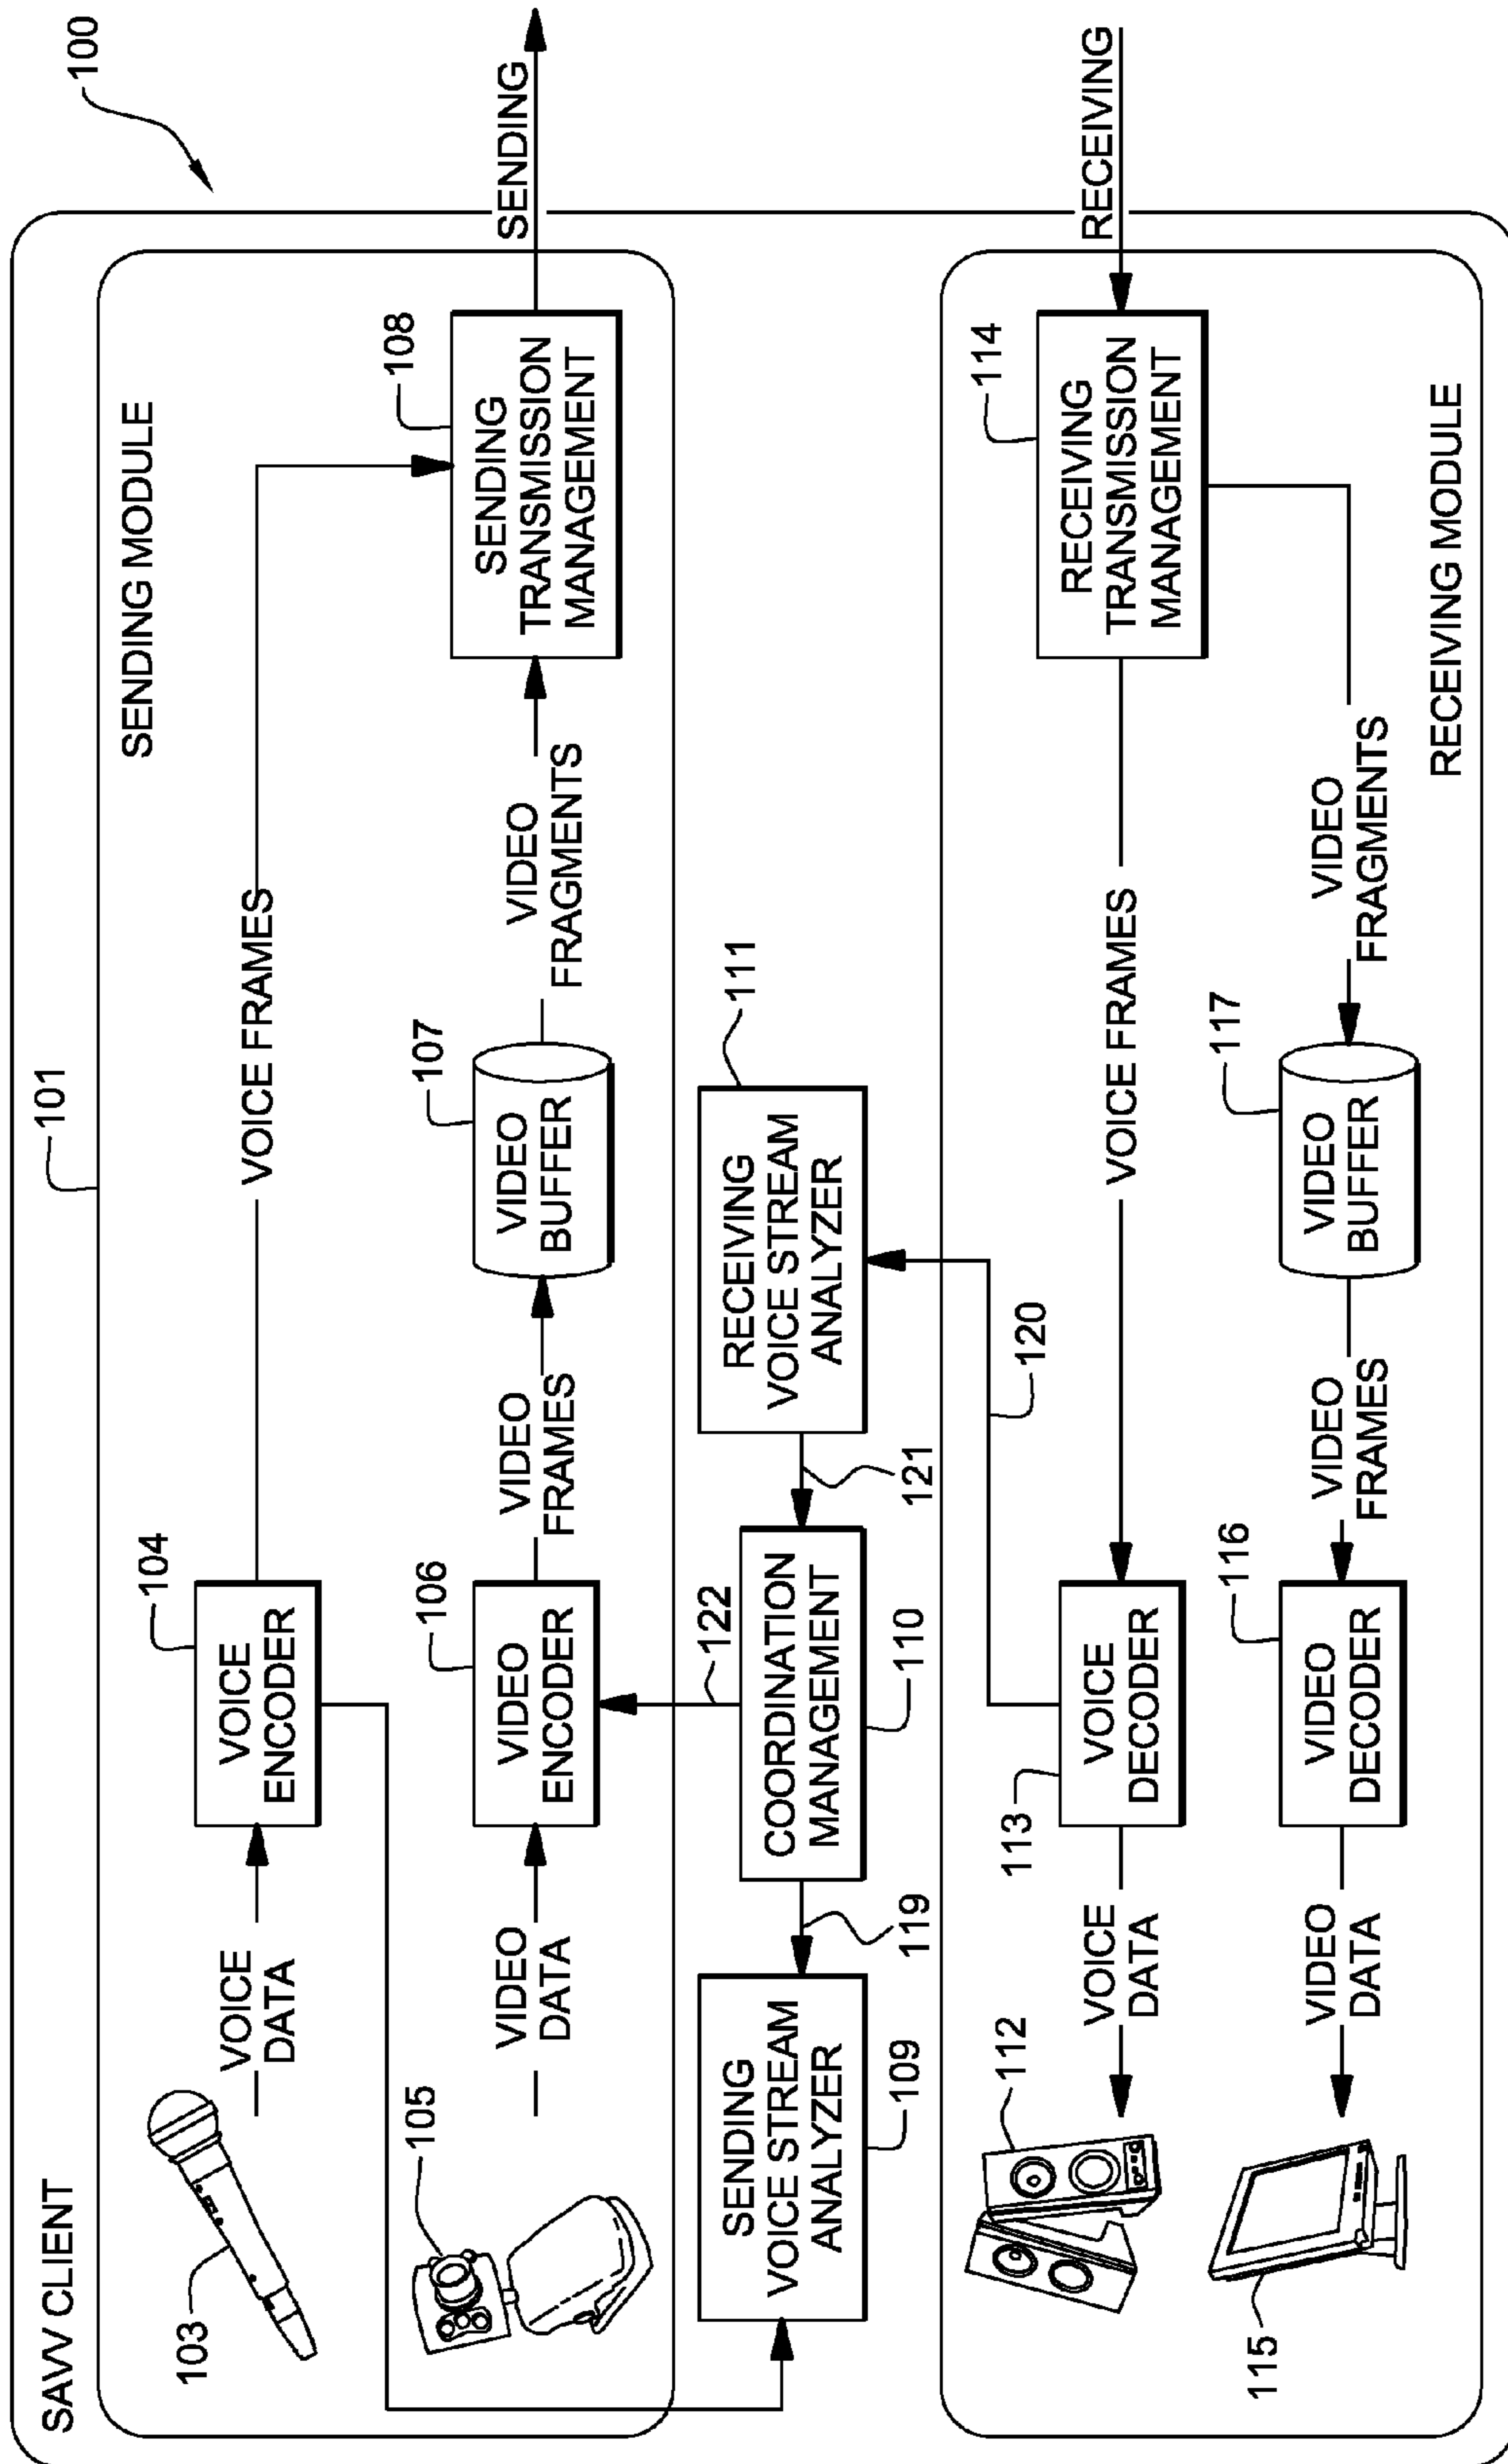 100
SAVV CLIENT
101
SENDING MODULE
103
VOICE
DATA
104
VOICE
ENCODER
VOICE FRAMES
105
VIDEO
DATA
106
VIDEO
ENCODER
VIDEO
FRAMES
107
VIDEO
BUFFER
VIDEO
FRAGMENTS
108
SENDING
TRANSMISSION
MANAGEMENT
SENDING
SENDING
VOICE STREAM
ANALYZER
109
119
122
COORDINATION
MANAGEMENT
110
121
RECEIVING
VOICE STREAM
ANALYZER
111
120
112
VOICE
DATA
113
VOICE
DECODER
VOICE FRAMES
114
RECEIVING
TRANSMISSION
MANAGEMENT
RECEIVING
115
VIDEO
DATA
116
VIDEO
DECODER
VIDEO
FRAMES
117
VIDEO
BUFFER
VIDEO
FRAGMENTS
RECEIVING MODULE